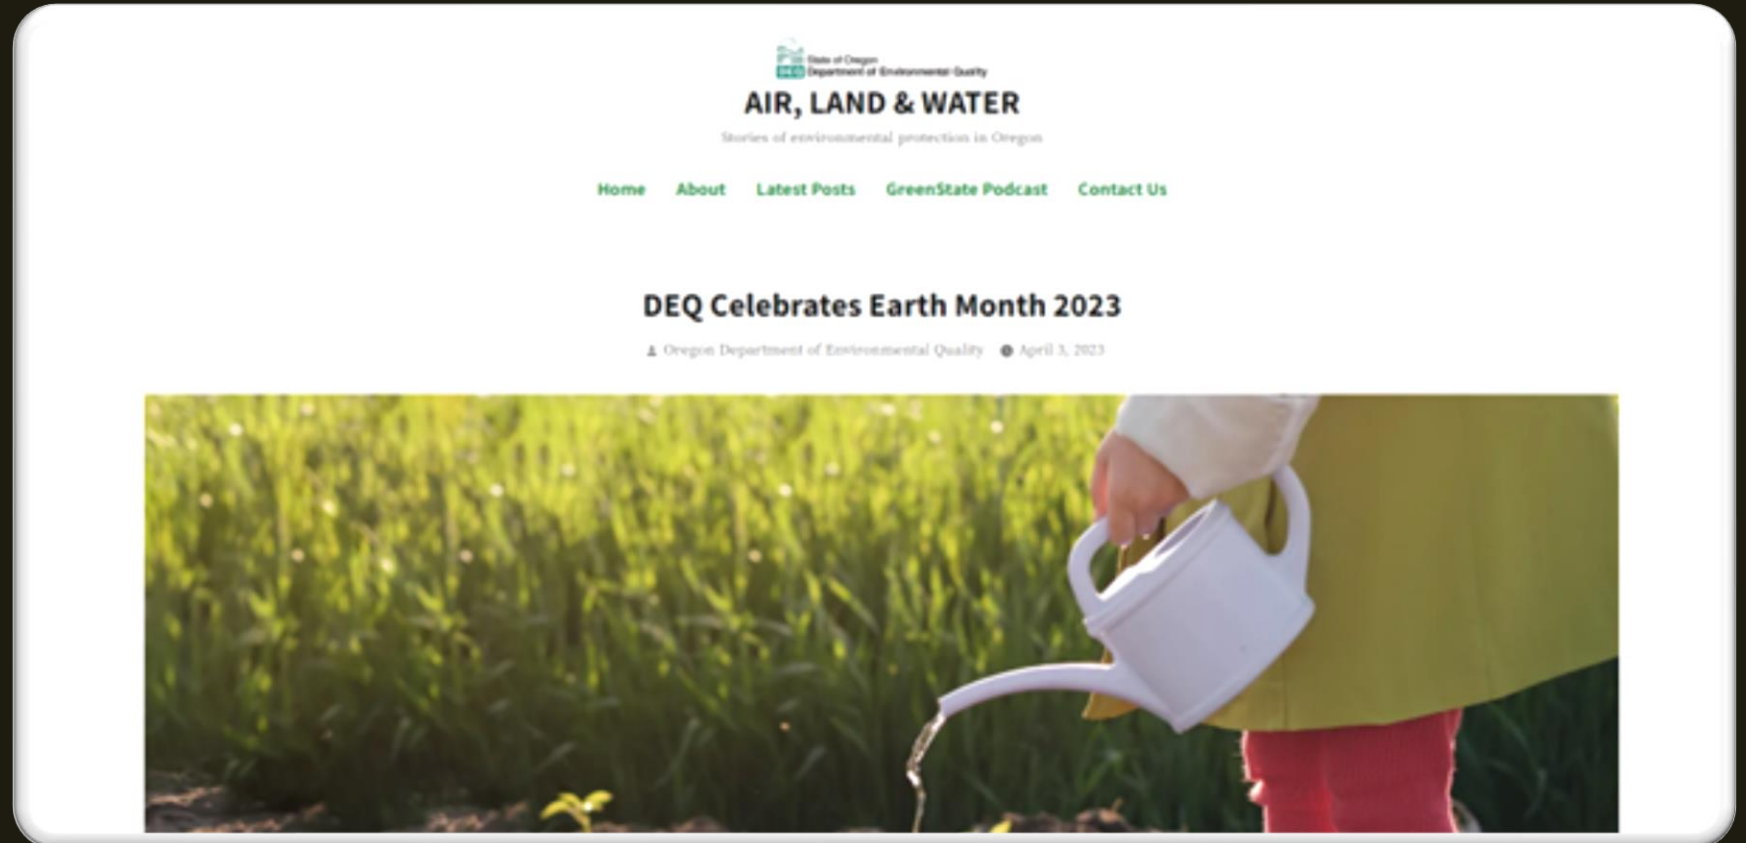 State of Oregon
DEQ Department of Environmental Quality
AIR, LAND & WATER
Stories of environmental protection in Oregon
Home About Latest Posts GreenState Podcast Contact Us
DEQ Celebrates Earth Month 2023
Oregon Department of Environmental Quality April 3, 2023